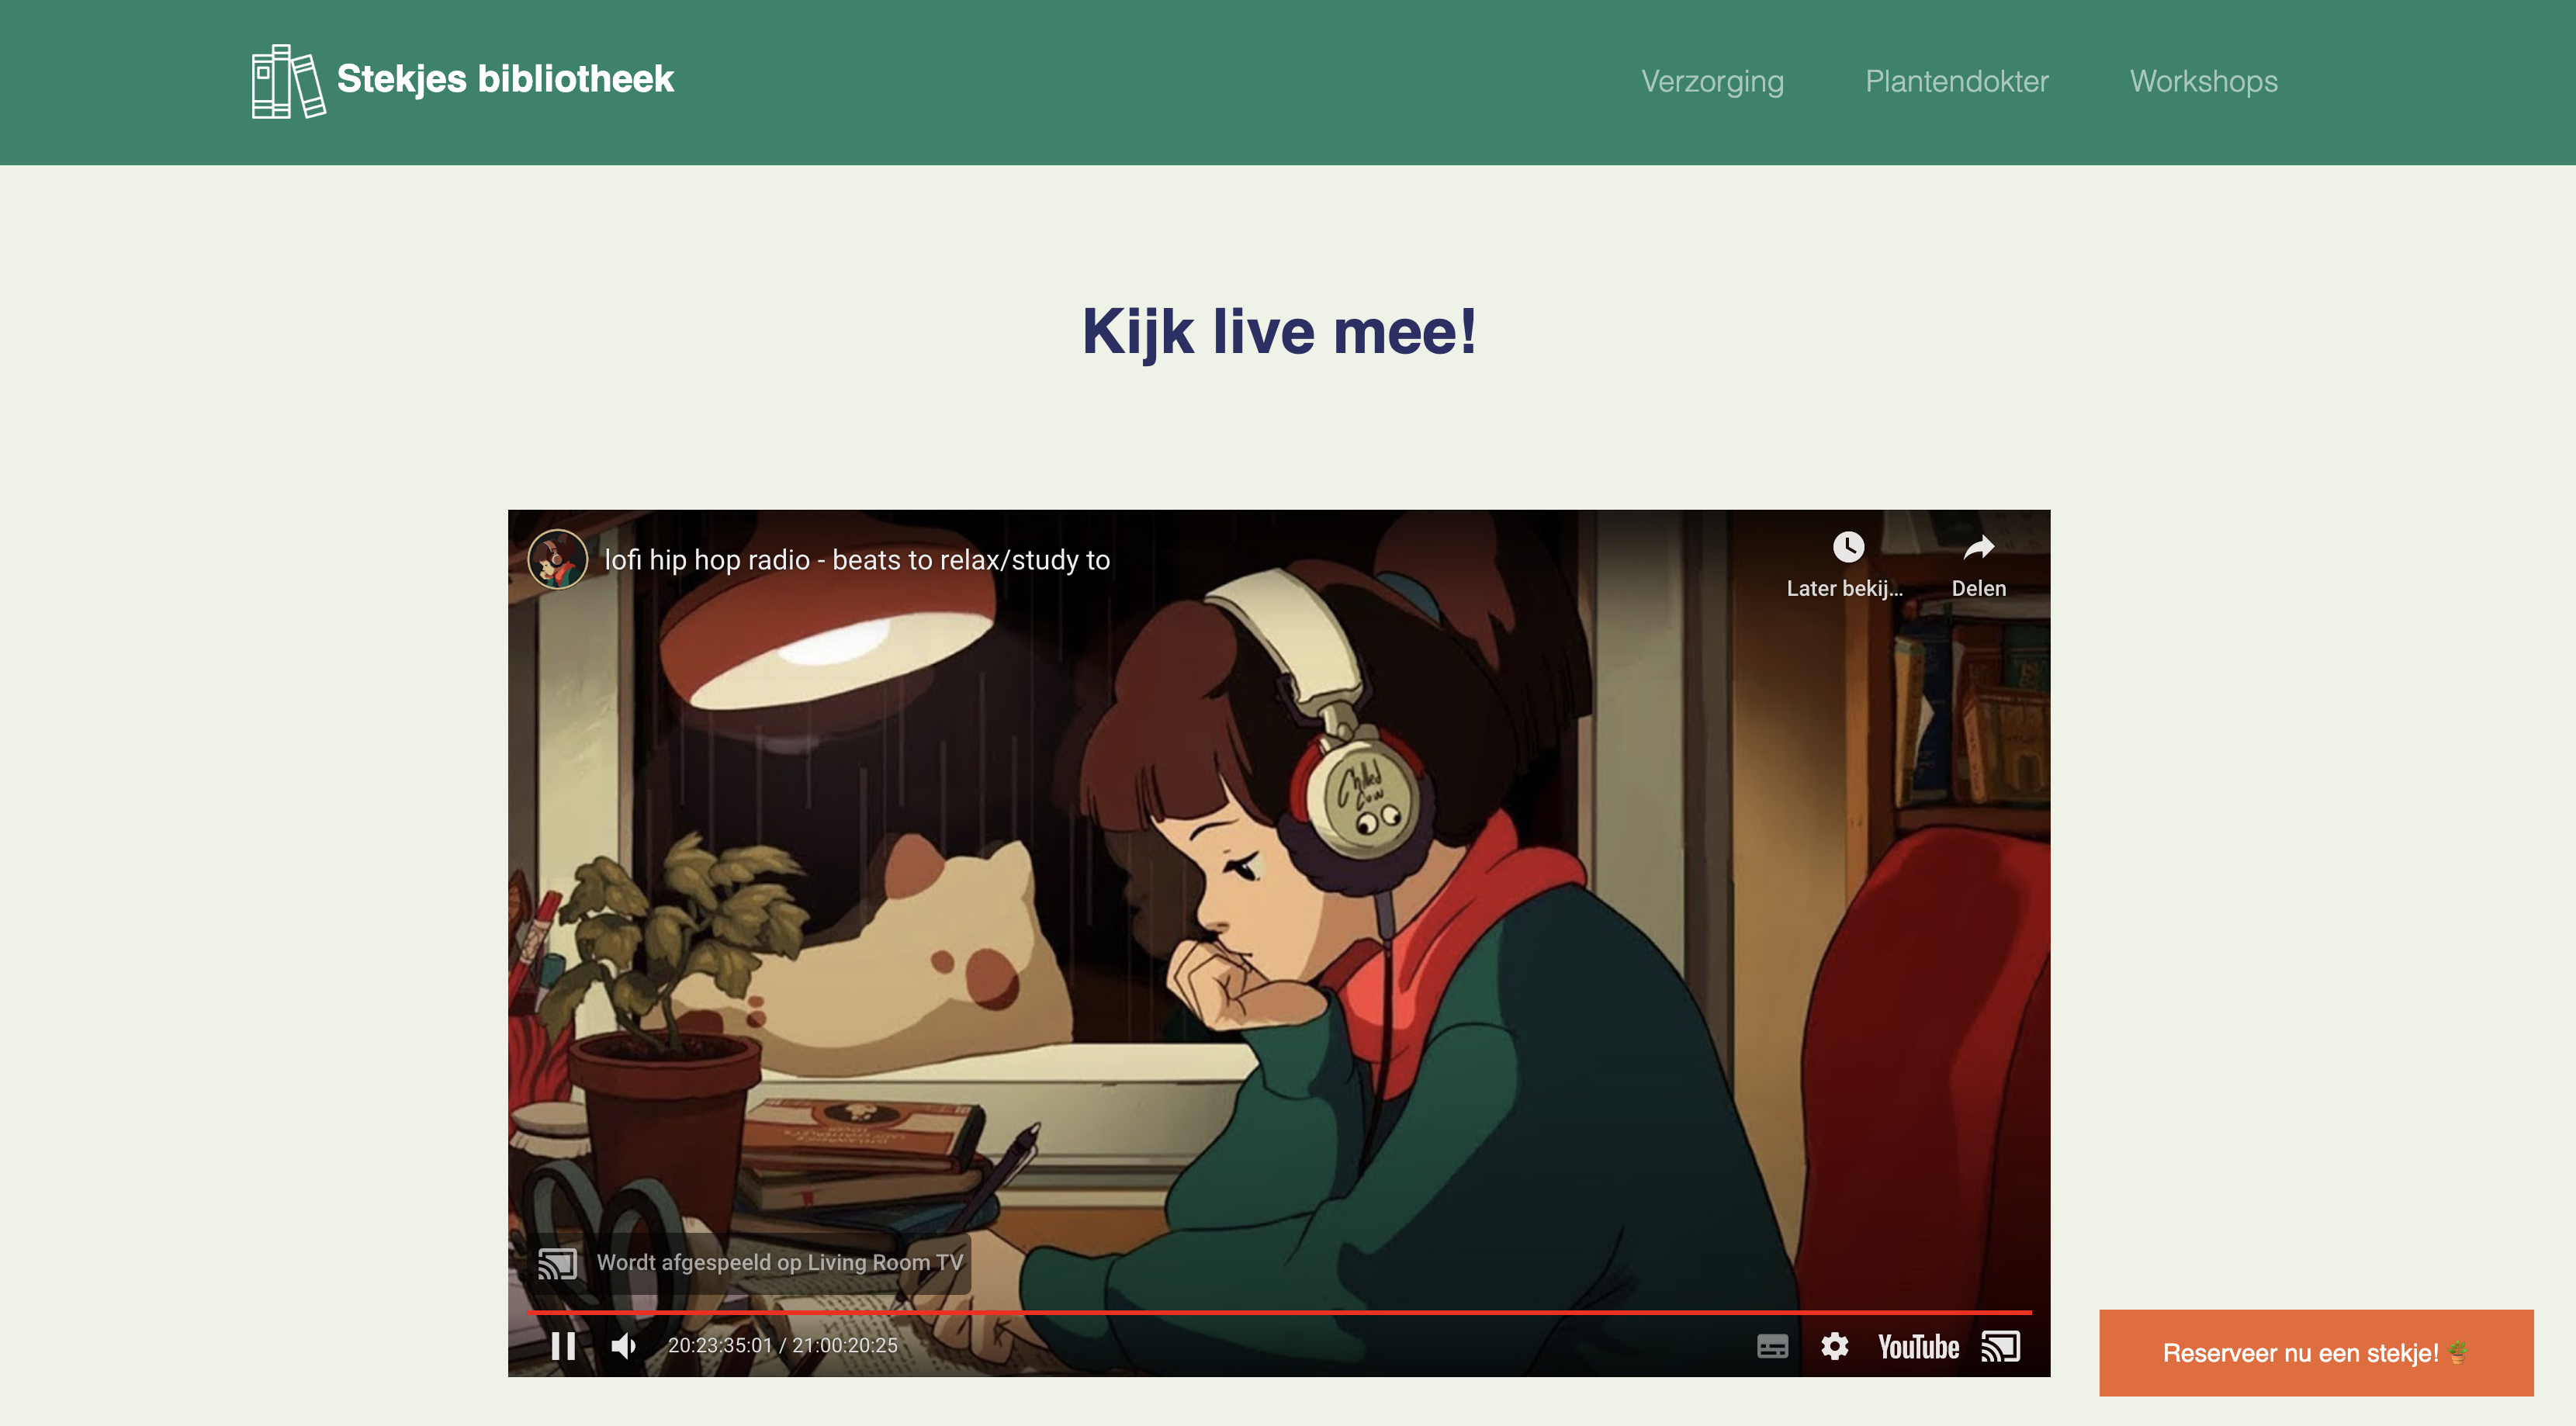 Stekjes bibliotheek
Verzorging
Plantendokter
Workshops
Kijk live mee!
lofi hip hop radio - beats to relax/study to
Later bekij...
Delen
Chilled
Cow
Wordt afgespeeld op Living Room TV
20:23:35:01 / 21:00:20:25
YouTube
Reserveer nu een stekje! 🪴